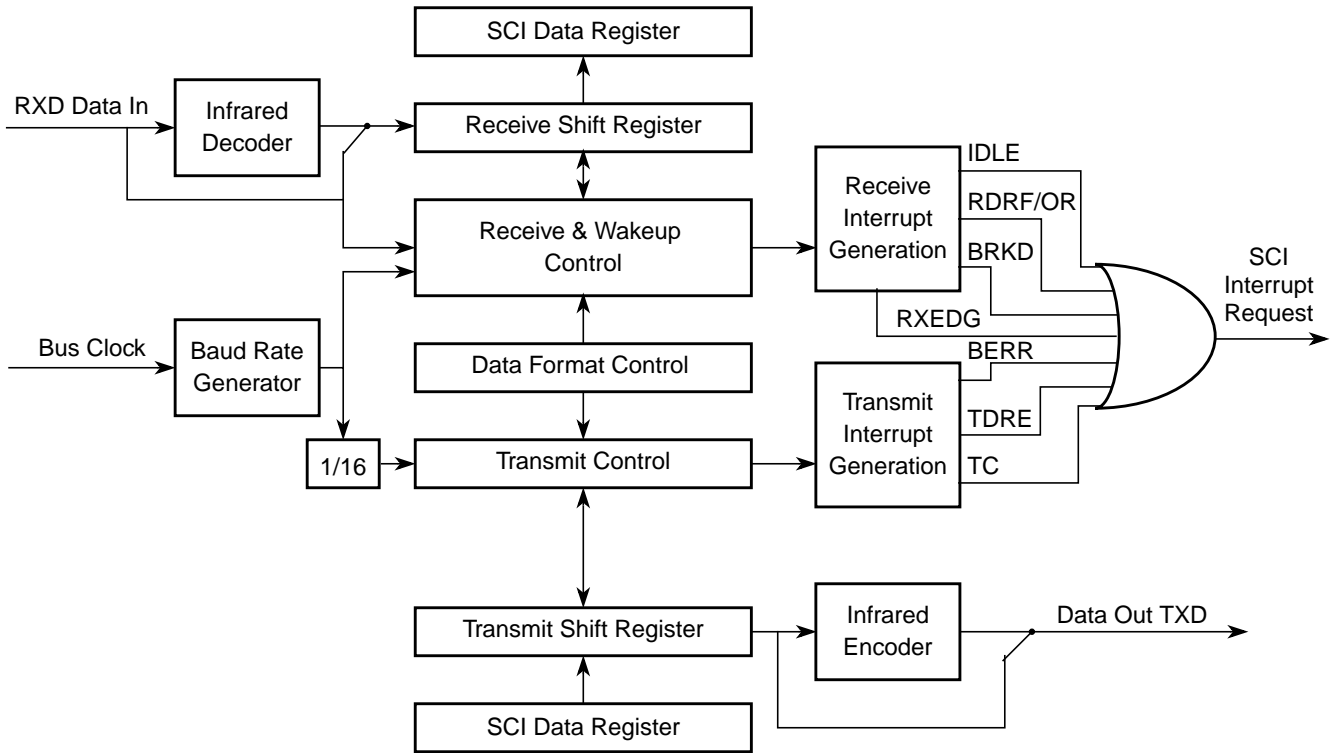 SCI Data Register
RXD Data In
Infrared
Decoder
Receive Shift Register
IDLE
Receive
Interrupt
Generation
RDRF/OR
Receive & Wakeup
Control
BRKD
SCI
Interrupt
Request
RXEDG
Bus Clock
Baud Rate
Generator
Data Format Control
BERR
Transmit
Interrupt
Generation
TDRE
1/16
Transmit Control
TC
Transmit Shift Register
Infrared
Encoder
Data Out TXD
SCI Data Register